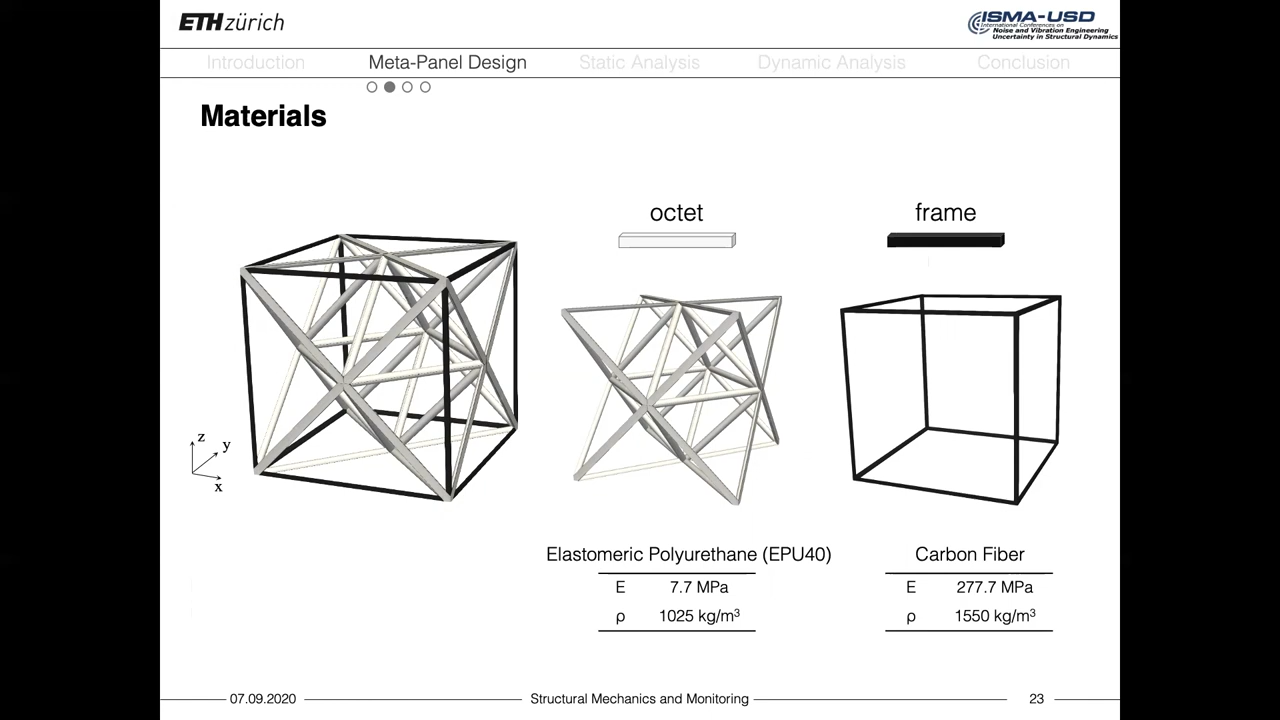 ETH zürich
ISMA-USD
International Conferences on
Noise and Vibration Engineering
Uncertainty in Structural Dynamics
Introduction Meta-Panel Design Static Analysis Dynamic Analysis Conclusion
Materials
octet frame
z
y
x
Elastomeric Polyurethane (EPU40) Carbon Fiber
E 7.7 MPa E 277.7 MPa
ρ 1025 kg/m³ ρ 1550 kg/m³
07.09.2020 Structural Mechanics and Monitoring 23